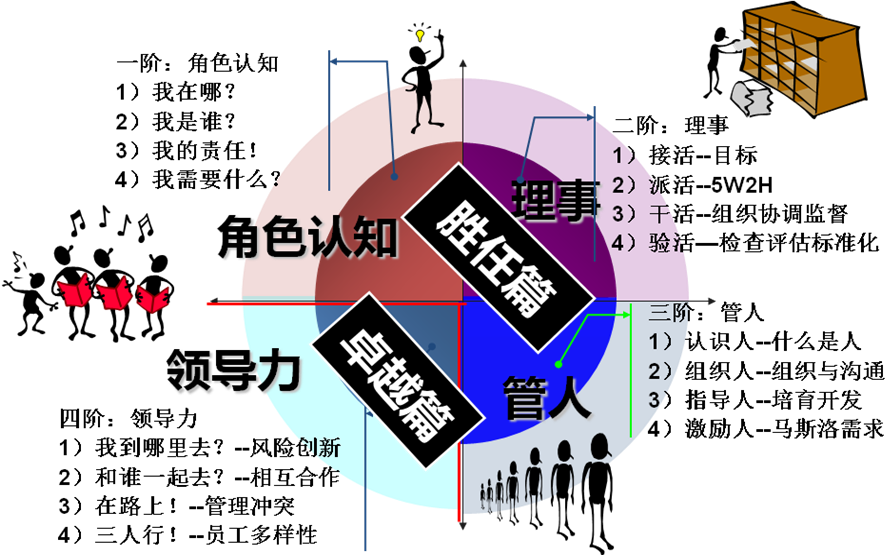 一阶：角色认知
1）我在哪？
2）我是谁？
3）我的责任！
4）我需要什么？
二阶：理事
1）接活--目标
2）派活--5W2H
3）干活--组织协调监督
4）验活—检查评估标准化
角色认知
理事
胜任篇
领导力
卓越篇
管人
三阶：管人
1）认识人--什么是人
2）组织人--组织与沟通
3）指导人--培育开发
4）激励人--马斯洛需求
四阶：领导力
1）我到哪里去？--风险创新
2）和谁一起去？--相互合作
3）在路上！--管理冲突
4）三人行！--员工多样性